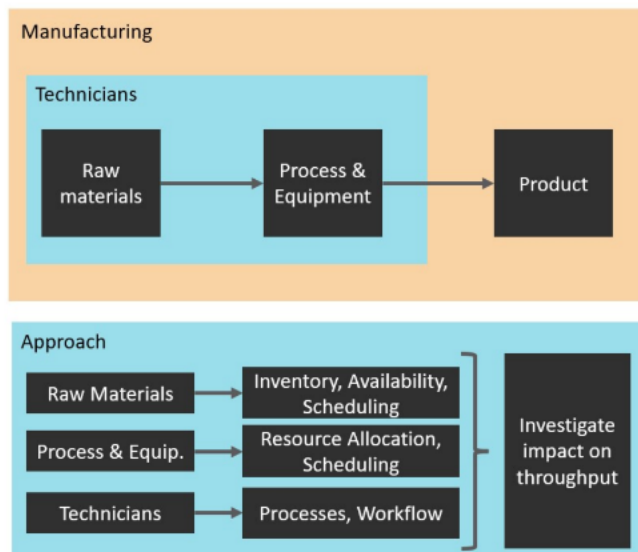 Manufacturing
Technicians
Raw
materials
Process &
Equipment
Product
Approach
Raw Materials
Inventory, Availability,
Scheduling
Process & Equip.
Resource Allocation,
Scheduling
Technicians
Processes, Workflow
Investigate
impact on
throughput